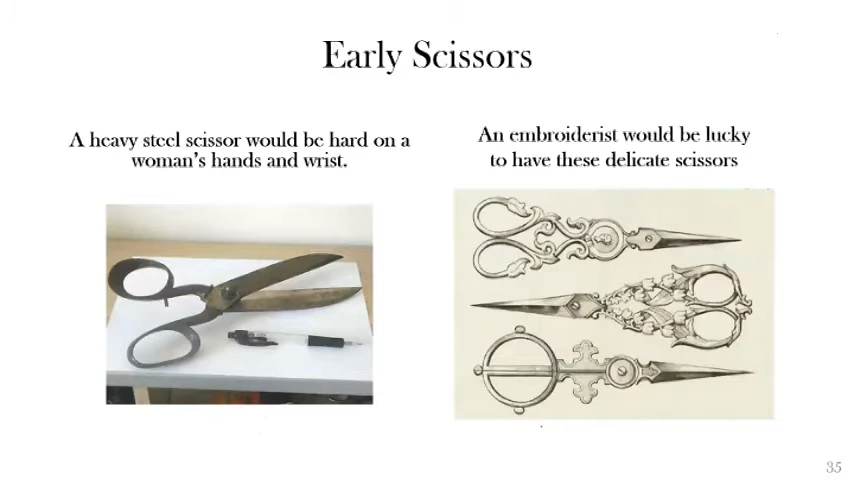 Early Scissors
A heavy steel scissor would be hard on a
woman's hands and wrist.
An embroiderist would be lucky
to have these delicate scissors
35